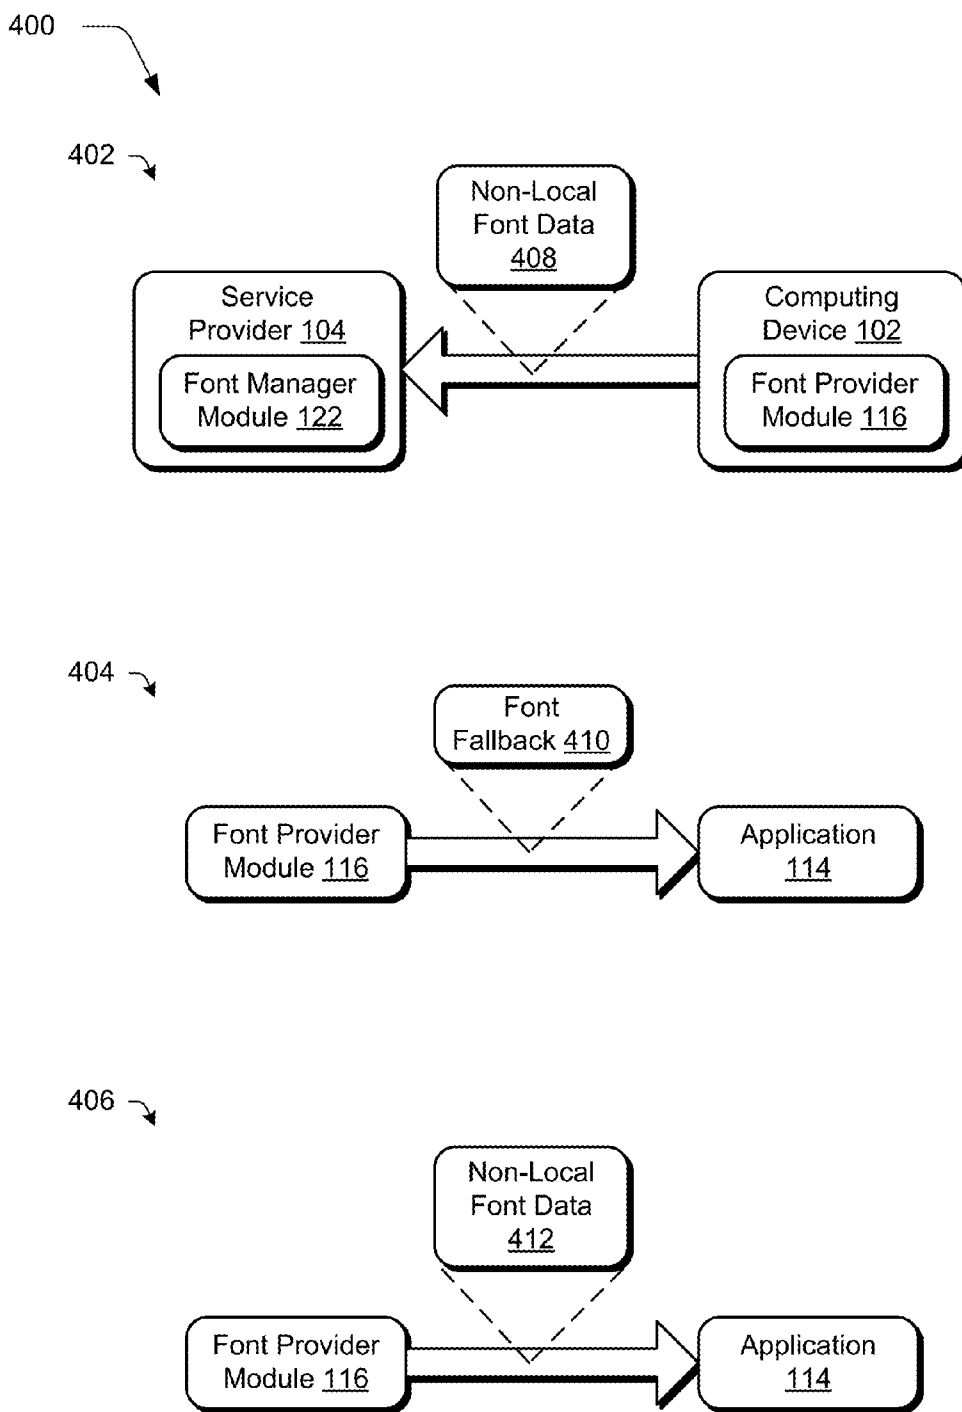 400
402
Non-Local
Font Data
408
Service
Provider 104
Font Manager
Module 122
Computing
Device 102
Font Provider
Module 116
404
Font
Fallback 410
Font Provider
Module 116
Application
114
406
Non-Local
Font Data
412
Font Provider
Module 116
Application
114